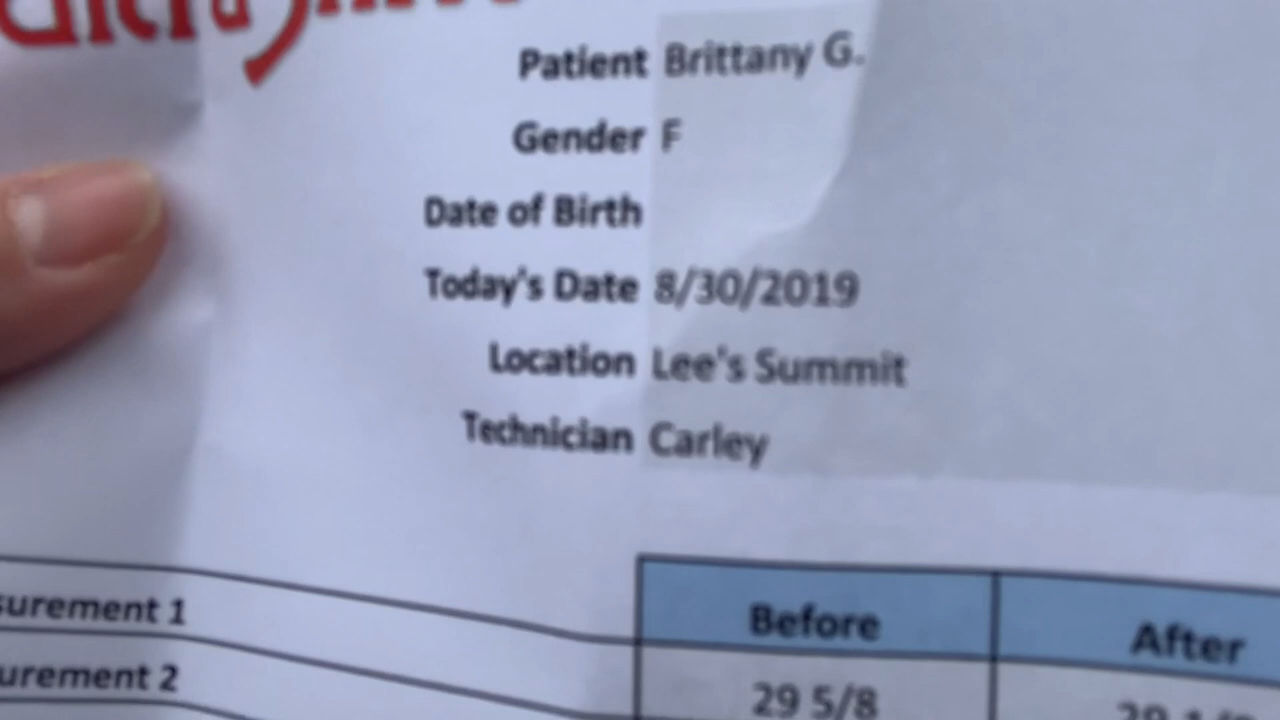 Patient Brittany G.
Gender F
Date of Birth
Today's Date 8/30/2019
Location Lee's Summit
Technician Carley
Before After
surement 1
29 5/8
urement 2